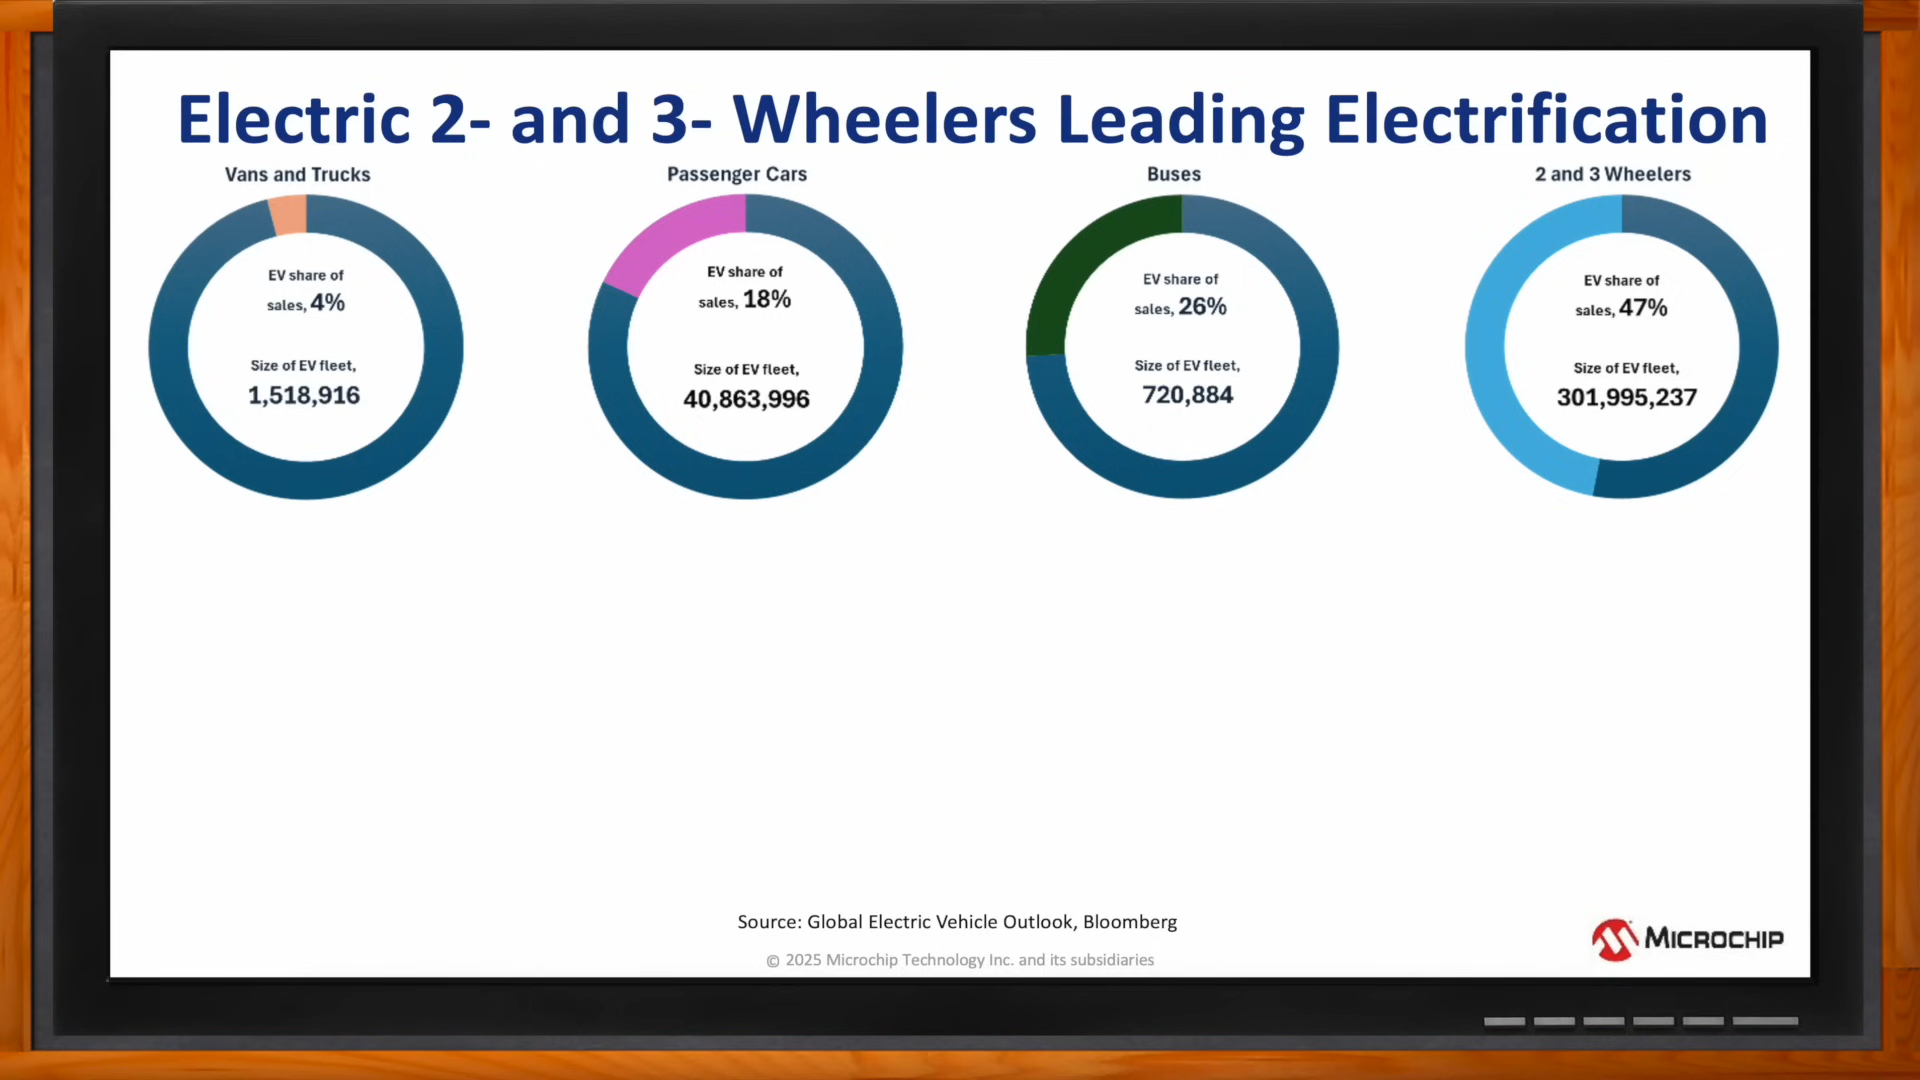 Electric 2- and 3- Wheelers Leading Electrification
Vans and Trucks
EV share of
sales, 4%
Size of EV fleet,
1,518,916
Passenger Cars
EV share of
sales, 18%
Size of EV fleet,
40,863,996
Buses
EV share of
sales, 26%
Size of EV fleet,
720,884
2 and 3 Wheelers
EV share of
sales, 47%
Size of EV fleet,
301,995,237
Source: Global Electric Vehicle Outlook, Bloomberg
© 2025 Microchip Technology Inc. and its subsidiaries
MICROCHIP